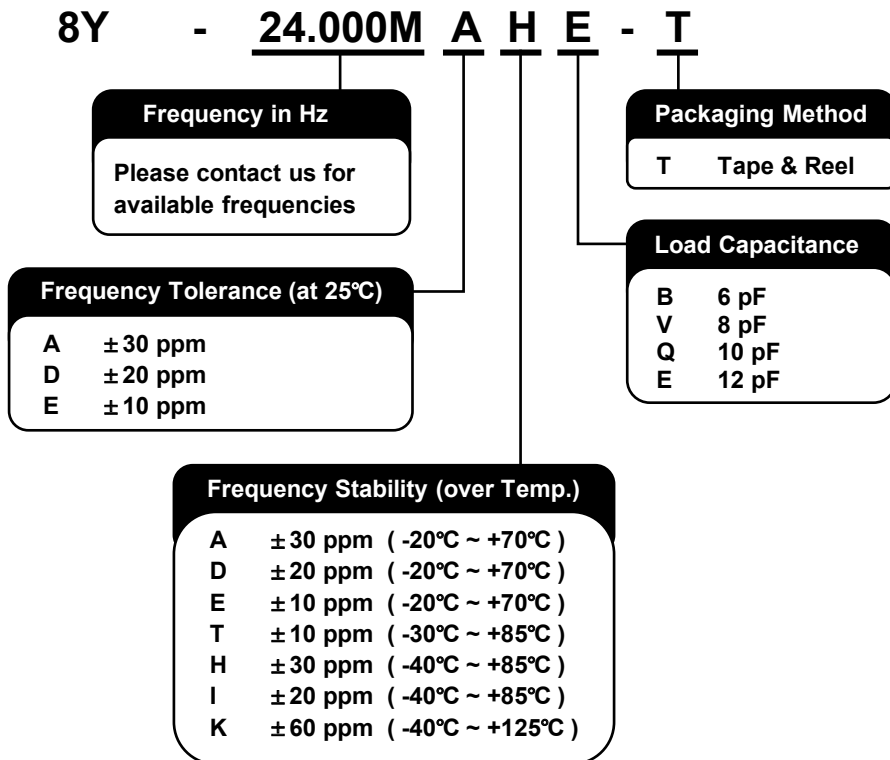 8Y - 24.000M A H E - T
Frequency in Hz
Please contact us for
available frequencies
Packaging Method
T Tape & Reel
Load Capacitance
B 6 pF
V 8 pF
Q 10 pF
E 12 pF
Frequency Tolerance (at 25℃)
A ±30 ppm
D ±20 ppm
E ±10 ppm
Frequency Stability (over Temp.)
A ±30 ppm ( -20℃ ~ +70℃ )
D ±20 ppm ( -20℃ ~ +70℃ )
E ±10 ppm ( -20℃ ~ +70℃ )
T ±10 ppm ( -30℃ ~ +85℃ )
H ±30 ppm ( -40℃ ~ +85℃ )
I ±20 ppm ( -40℃ ~ +85℃ )
K ±60 ppm ( -40℃ ~ +125℃ )